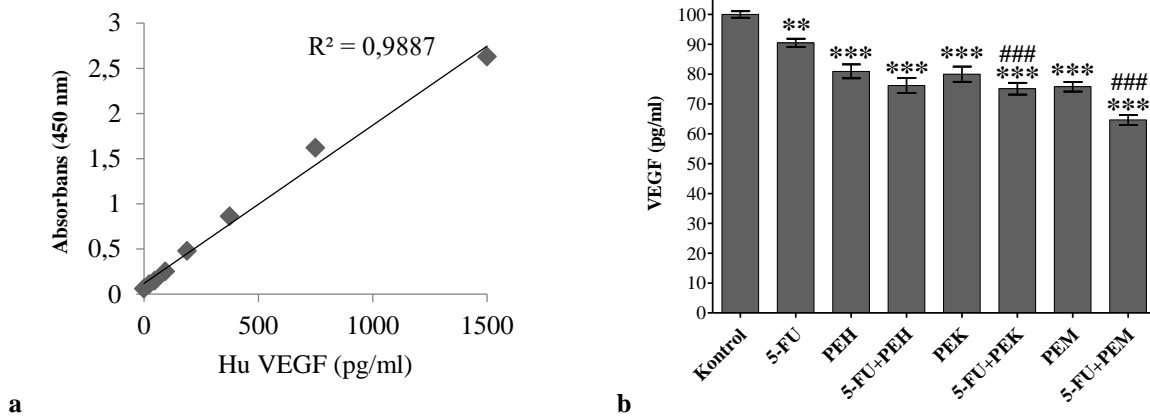 3
2,5
2
1,5
1
0,5
0
Absorbans (450 nm)
R² = 0,9887
0 500 1000 1500
Hu VEGF (pg/ml)
a
100
90
80
70
60
50
40
30
20
10
0
VEGF (pg/ml)
**
***
***
***
###
***
***
###
***
Kontrol
5-FU
PEH
5-FU+PEH
PEK
5-FU+PEK
PEM
5-FU+PEM
b